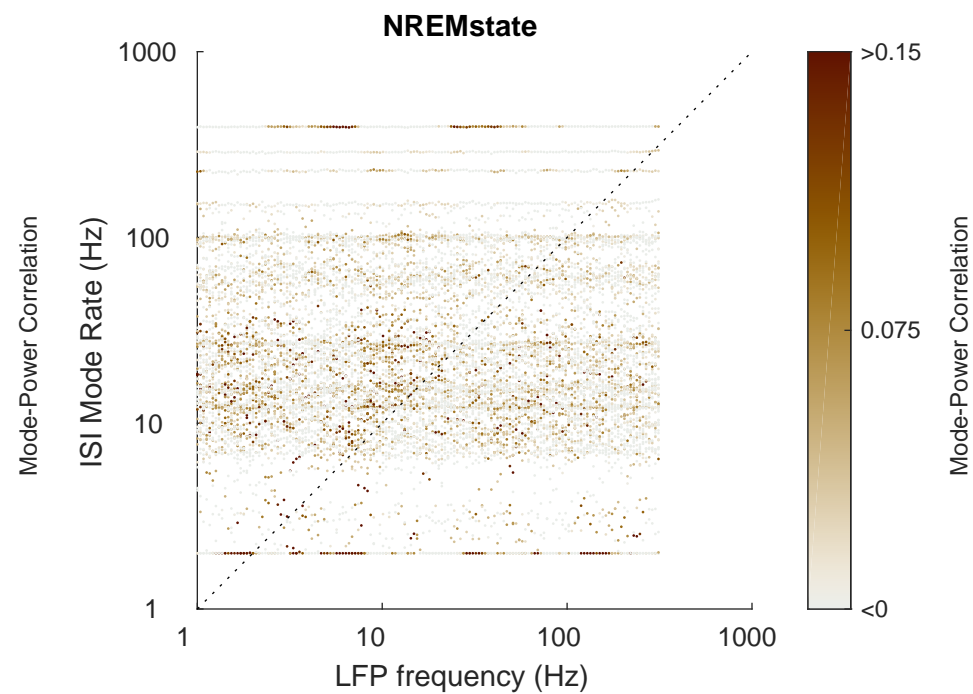 NREMstate
Mode-Power Correlation
ISI Mode Rate (Hz)
1000
100
10
1
1
10
100
1000
LFP frequency (Hz)
>0.15
0.075
<0
Mode-Power Correlation